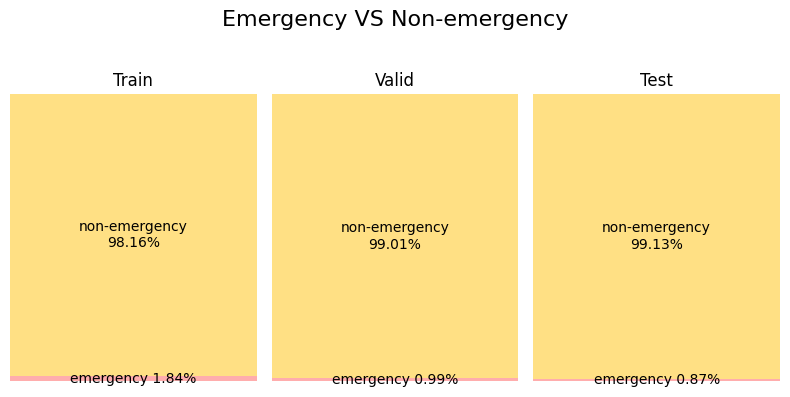 Emergency VS Non-emergency
Train
non-emergency
98.16%
emergency 1.84%
Valid
non-emergency
99.01%
emergency 0.99%
Test
non-emergency
99.13%
emergency 0.87%